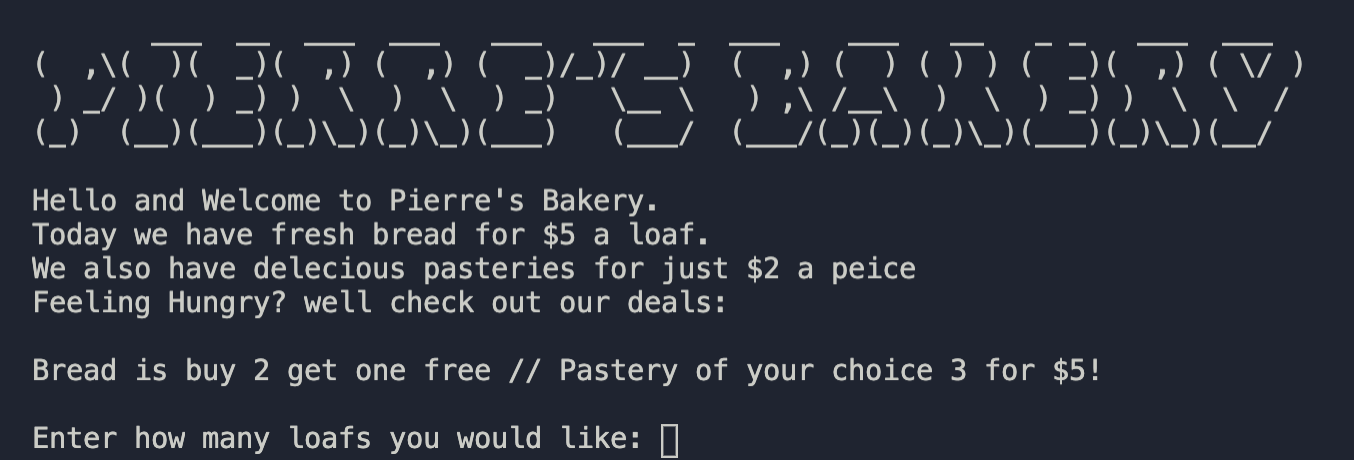 PIERRE'S BAKERY
Hello and Welcome to Pierre's Bakery.
Today we have fresh bread for $5 a loaf.
We also have delecious pasteries for just $2 a peice
Feeling Hungry? well check out our deals:
Bread is buy 2 get one free // Pastery of your choice 3 for $5!
Enter how many loafs you would like: